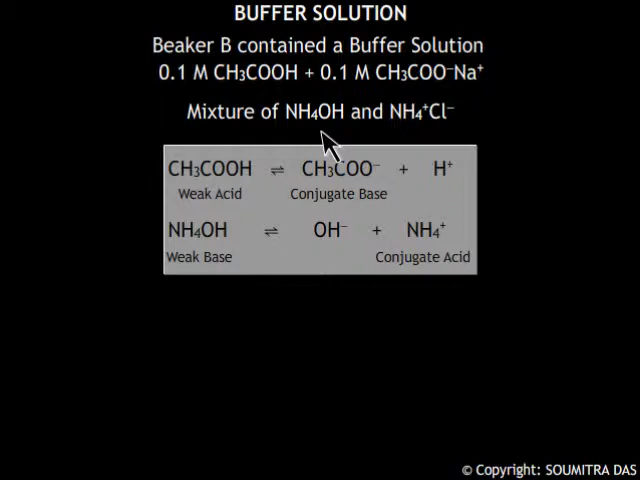 BUFFER SOLUTION
Beaker B contained a Buffer Solution
0.1 M CH₃COOH + 0.1 M CH₃COO⁻Na⁺
Mixture of NH₄OH and NH₄⁺Cl⁻
CH₃COOH ⇌ CH₃COO⁻ + H⁺
Weak Acid Conjugate Base
NH₄OH ⇌ OH⁻ + NH₄⁺
Weak Base Conjugate Acid
© Copyright: SOUMITRA DAS